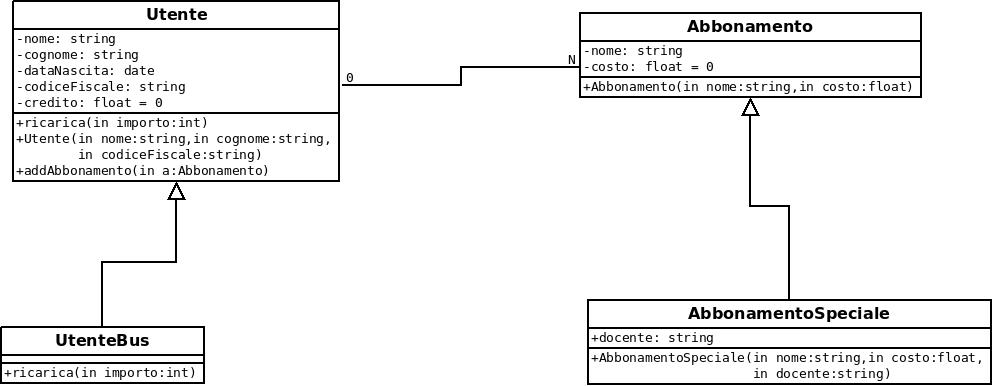 Utente
-nome: string
-cognome: string
-dataNascita: date
-codiceFiscale: string
-credito: float = 0
+ricarica(in importo:int)
+Utente(in nome:string,in cognome:string,
in codiceFiscale:string)
+addAbbonamento(in a:Abbonamento)
0
N
Abbonamento
-nome: string
-costo: float = 0
+Abbonamento(in nome:string,in costo:float)
UtenteBus
+ricarica(in importo:int)
AbbonamentoSpeciale
+docente: string
+AbbonamentoSpeciale(in nome:string,in costo:float,
in docente:string)